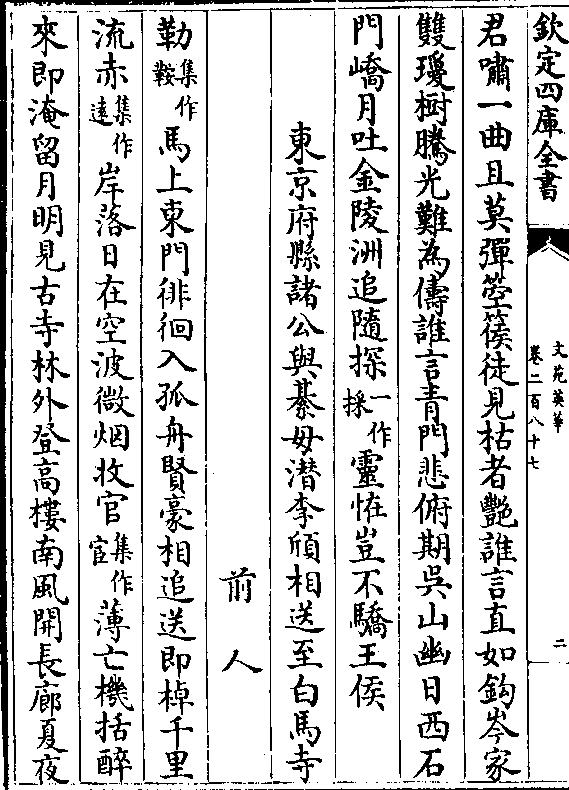 欽定四庫全書
文苑英華
卷二百八十七
二
君嘯一曲且莫彈箜篌徒見枯者艷誰言直如鈎岑家
雙瓊樹騰光難為儔誰言青門悲俯期吳山幽日西石
門嶠月吐金陵洲追隨探一作採靈怪豈不驕王侯
東京府縣諸公與綦毋潛李頎相送至白馬寺
前人
勒集作鞍馬上東門徘徊入孤舟賢豪相追送即棹千里
流赤集作遠岸落日在空波微烟收官集作宦薄亡機括醉
來即淹留月明見古寺林外登高樓南風開長廊夏夜